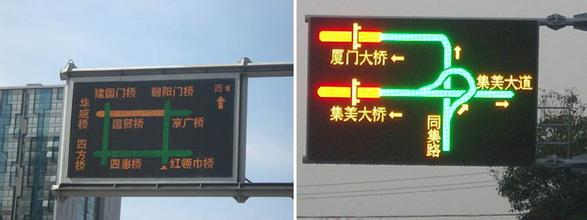 建国门桥 朝阳门桥 西W
华威桥
国贸桥 京广桥
四方桥
四惠桥 红领巾桥
厦门大桥
集美大道
集美大桥
同集路